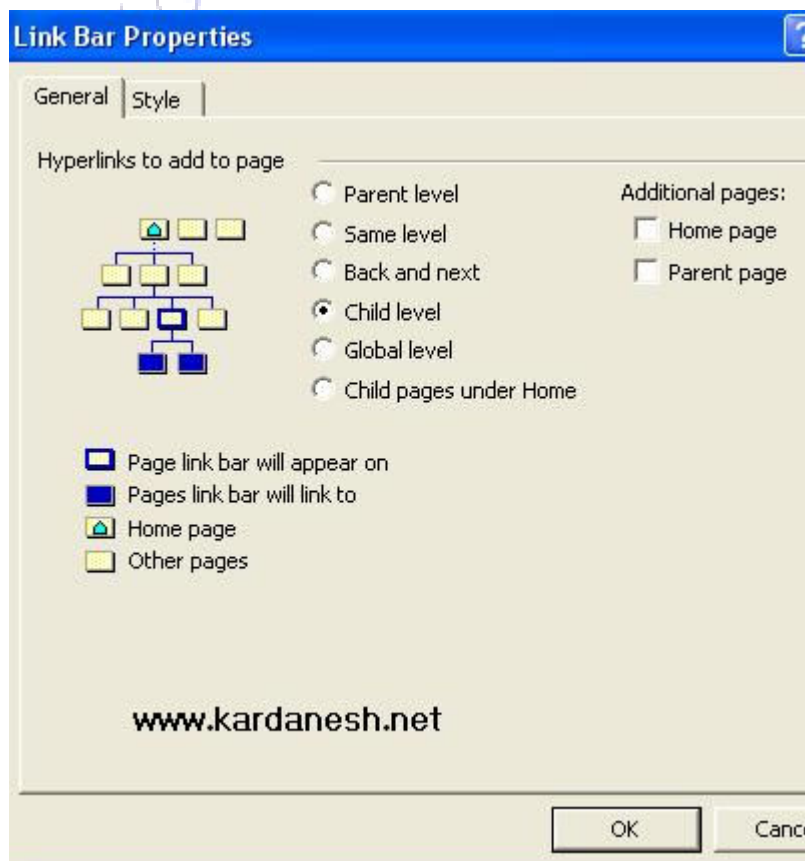 Link Bar Properties
?
General
Style
Hyperlinks to add to page
Parent level
Same level
Back and next
Child level
Global level
Child pages under Home
Additional pages:
Home page
Parent page
Page link bar will appear on
Pages link bar will link to
Home page
Other pages
www.kardanesh.net
OK
Canc